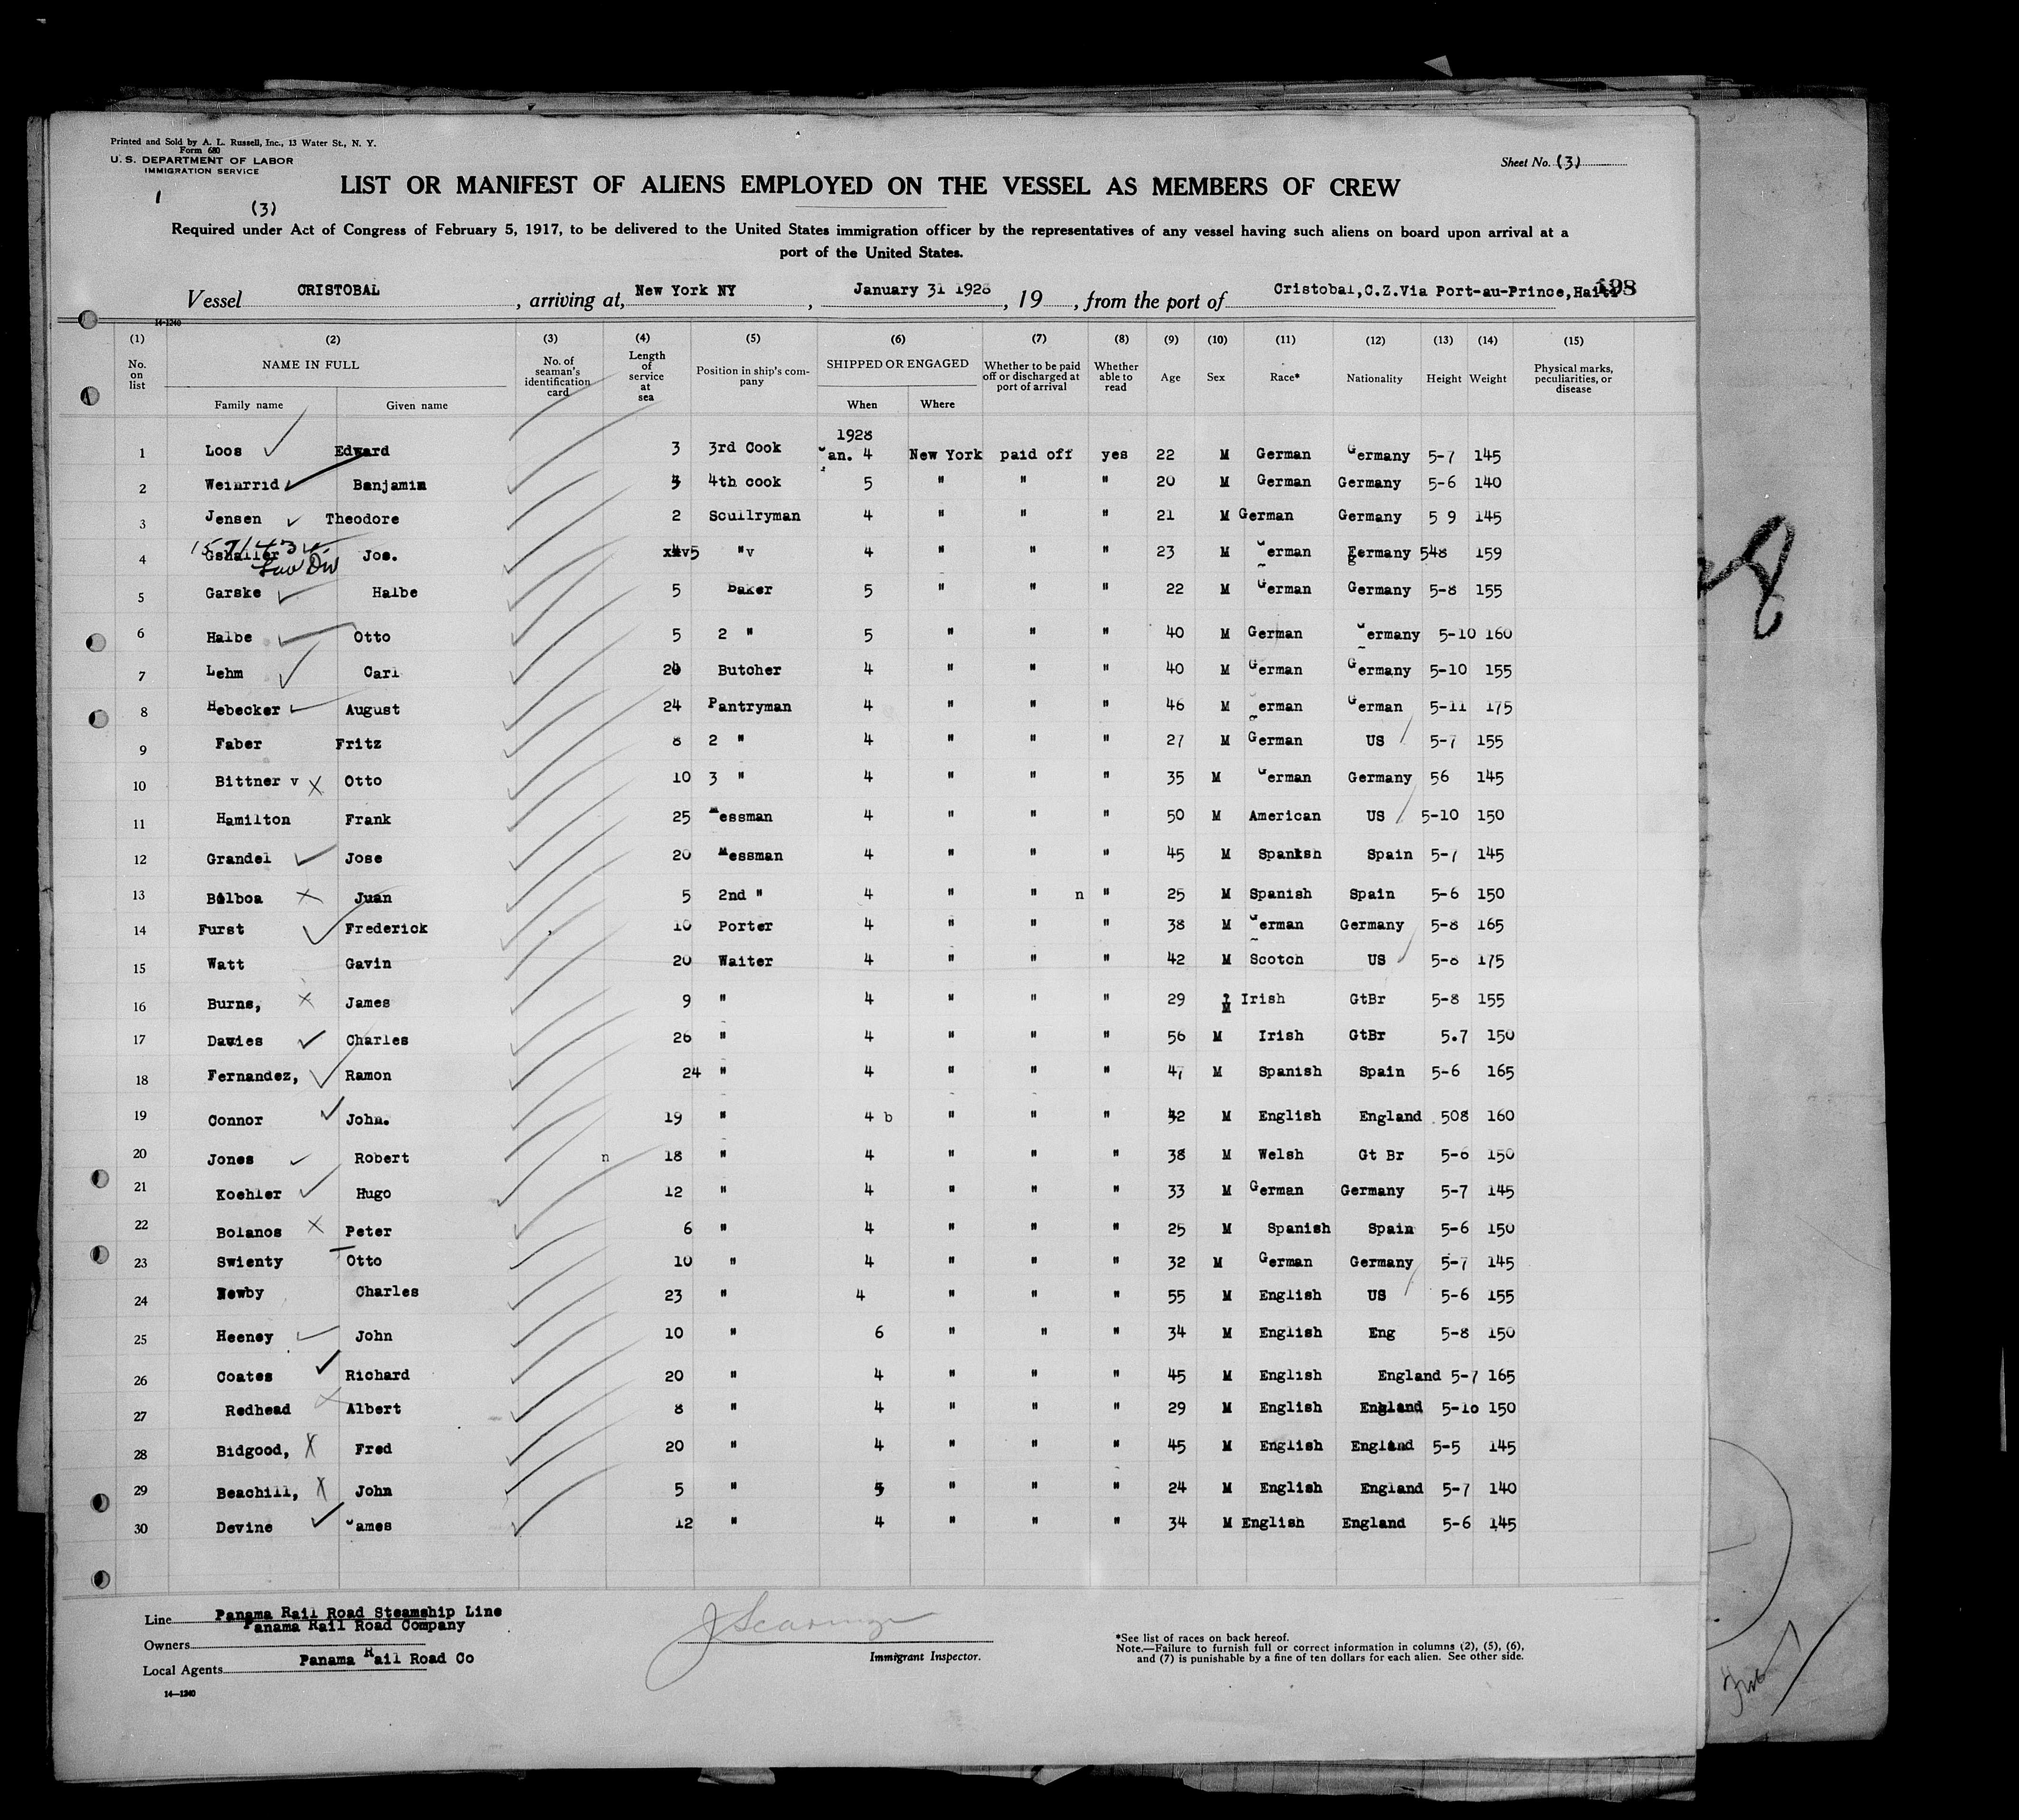 Printed and Sold by A. L. Russell, Inc., 13 Water St., N. Y.
Form 680
U. S. DEPARTMENT OF LABOR
IMMIGRATION SERVICE
Sheet No. (3)
1
LIST OR MANIFEST OF ALIENS EMPLOYED ON THE VESSEL AS MEMBERS OF CREW
(3)
Required under Act of Congress of February 5, 1917, to be delivered to the United States immigration officer by the representatives of any vessel having such aliens on board upon arrival at a
port of the United States.
Vessel CRISTOBAL, arriving at, New York NY, January 31 1928, 19, from the port of Cristobal,C.Z.Via Port-au-Prince,Haiti 198
14-1240
(1) (2) (3) (4) (5) (6) (7) (8) (9) (10) (11) (12) (13) (14) (15)
No. on list NAME IN FULL Family name Given name No. of seaman's identification card Length of service at sea Position in ship's company SHIPPED OR ENGAGED When Where Whether to be paid off or discharged at port of arrival Whether able to read Age Sex Race* Nationality Height Weight Physical marks, peculiarities, or disease
1928
1 Loos Edward 3 3rd Cook an. 4 New York paid off yes 22 M German Germany 5-7 145
2 Weinrrid Banjamin 3 4th cook 5 " " " 20 M German Germany 5-6 140
3 Jensen Theodore 2 Scullryman 4 " " " 21 M German Germany 5 9 145
4 Jos. "v 4 " " " 23 M erman Germany 548 159
5 Garske Halbe 5 Baker 5 " " " 22 M German Germany 5-8 155
6 Halbe Otto 5 2 " 5 " " " 40 M German Germany 5-10 160
7 Lehm Carl 20 Butcher 4 " " " 40 M German Germany 5-10 155
8 Hebecker August 24 Pantryman 4 " " " 46 M erman German 5-11 175
9 Faber Fritz 8 2 " 4 " " " 27 M German US 5-7 155
10 Bittner v Otto 10 3 " 4 " " " 35 M German Germany 56 145
11 Hamilton Frank 25 Messman 4 " " " 50 M American US 5-10 150
12 Grandel Jose 20 Messman 4 " " " 45 M Spanksh Spain 5-7 145
13 Bilboa Juan 5 2nd " 4 " " n " 25 M Spanish Spain 5-6 150
14 Furst Frederick 10 Porter 4 " " " 38 M German Germany 5-8 165
15 Watt Gavin 20 Waiter 4 " " " 42 M Scotch US 5-8 175
16 Burns, James 9 " 4 " " " 29 M Irish GtBr 5-8 155
17 Davies Charles 26 " 4 " " " 56 M Irish GtBr 5.7 150
18 Fernandez, Ramon 24 " 4 " " " 47 M Spanish Spain 5-6 165
19 Connor John. 19 " 4 b " " " 42 M English England 508 160
20 Jones Robert n 18 " 4 " " " 38 M Welsh Gt Br 5-6 150
21 Koehler Hugo 12 " 4 " " " 33 M German Germany 5-7 145
22 Bolanos Peter 6 " 4 " " " 25 M Spanish Spain 5-6 150
23 Swienty Otto 10 " 4 " " " 32 M German Germany 5-7 145
24 Newby Charles 23 " 4 " " " 55 M English US 5-6 155
25 Heeney John 10 " 6 " " " 34 M English Eng 5-8 150
26 Coates Richard 20 " 4 " " " 45 M English England 5-7 165
27 Redhead Albert 8 " 4 " " " 29 M English England 5-10 150
28 Bidgood, Fred 20 " 4 " " " 45 M English England 5-5 145
29 Beachill, John 5 " 5 " " " 24 M English England 5-7 140
30 Devine James 12 " 4 " " " 34 M English England 5-6 145
Line Panama Rail Road Steamship Line
Owners Panama Rail Road Company
Local Agents Panama Rail Road Co
Immigrant Inspector.
*See list of races on back hereof.
Note.—Failure to furnish full or correct information in columns (2), (5), (6),
and (7) is punishable by a fine of ten dollars for each alien. See other side.
14—1240